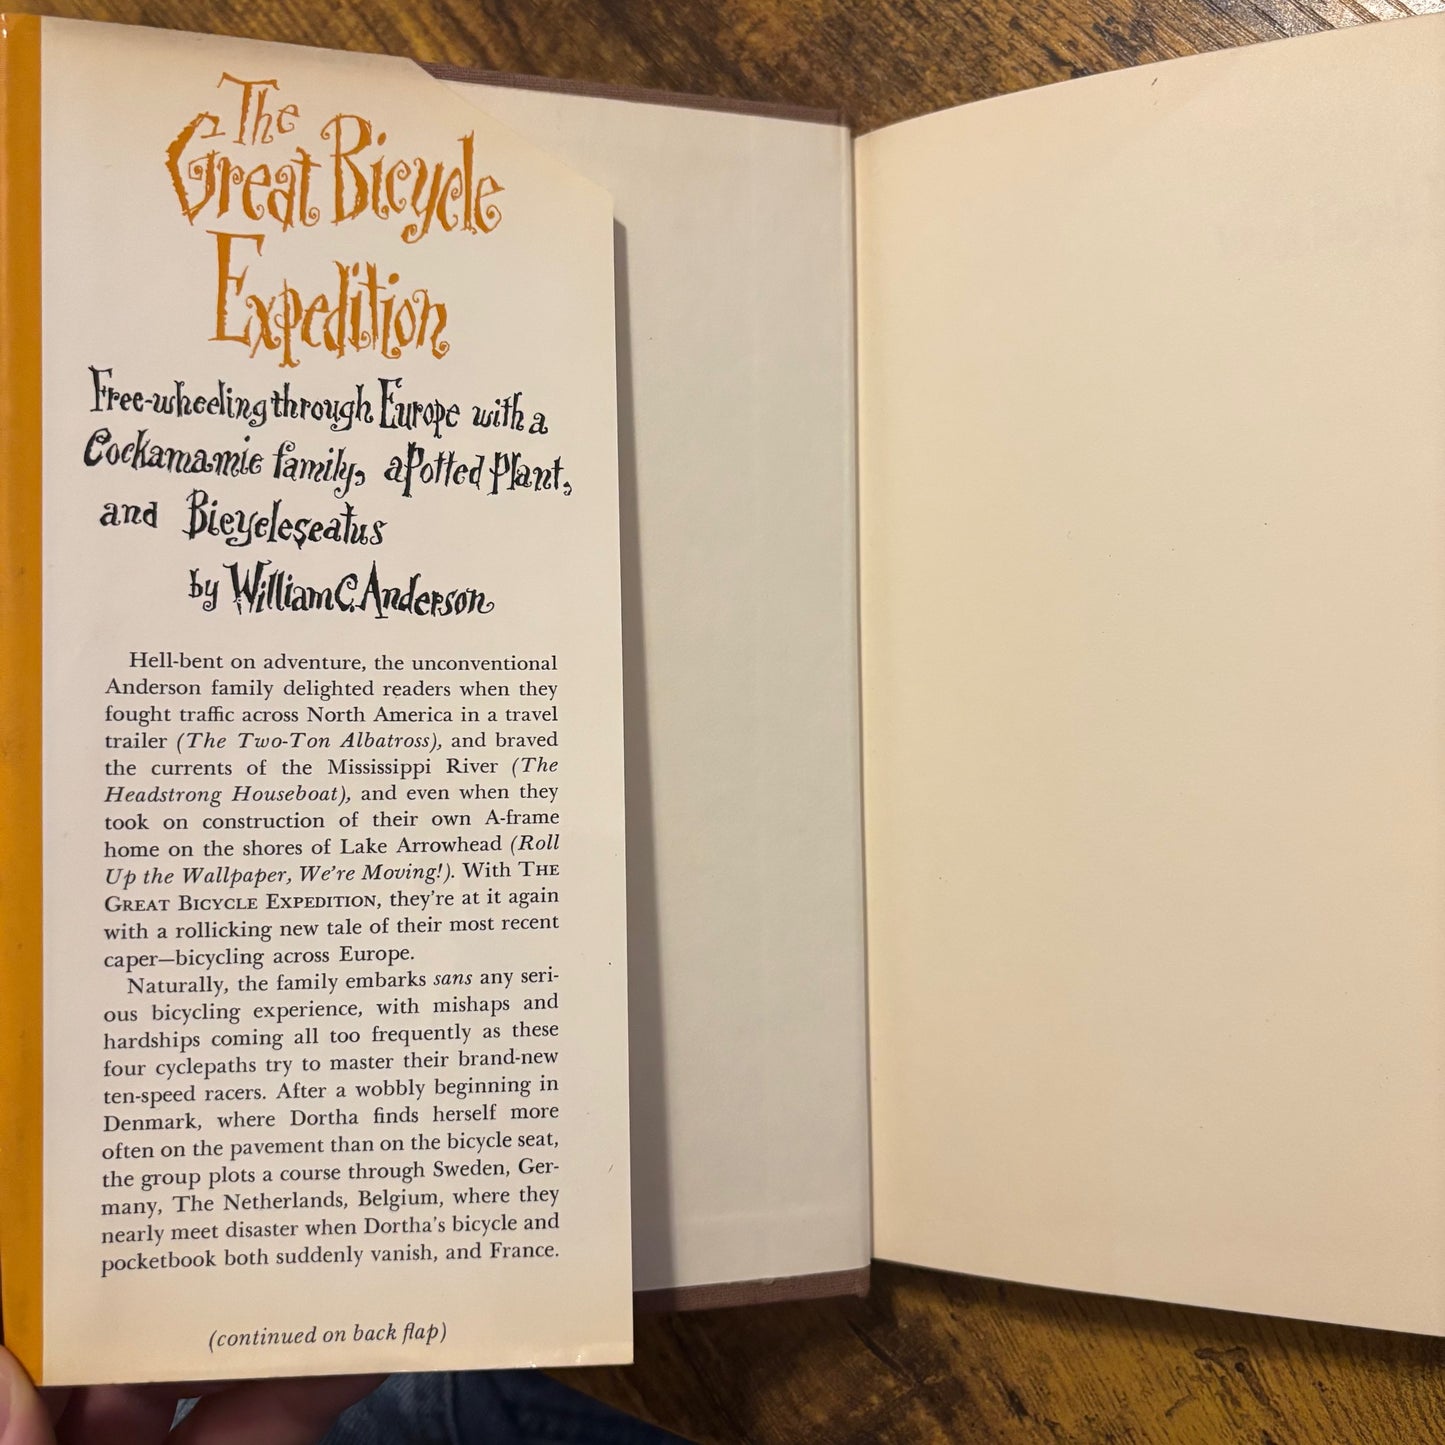 The
Great Bicycle
Expedition
Free-wheeling through Europe with a
Cockamamie family, a Potted Plant,
and Bicycleseatus
by William C. Anderson
Hell-bent on adventure, the unconventional
Anderson family delighted readers when they
fought traffic across North America in a travel
trailer (The Two-Ton Albatross), and braved
the currents of the Mississippi River (The
Headstrong Houseboat), and even when they
took on construction of their own A-frame
home on the shores of Lake Arrowhead (Roll
Up the Wallpaper, We're Moving!). With THE
GREAT BICYCLE EXPEDITION, they're at it again
with a rollicking new tale of their most recent
caper—bicycling across Europe.
Naturally, the family embarks sans any seri-
ous bicycling experience, with mishaps and
hardships coming all too frequently as these
four cyclepaths try to master their brand-new
ten-speed racers. After a wobbly beginning in
Denmark, where Dortha finds herself more
often on the pavement than on the bicycle seat,
the group plots a course through Sweden, Ger-
many, The Netherlands, Belgium, where they
nearly meet disaster when Dortha's bicycle and
pocketbook both suddenly vanish, and France.
(continued on back flap)